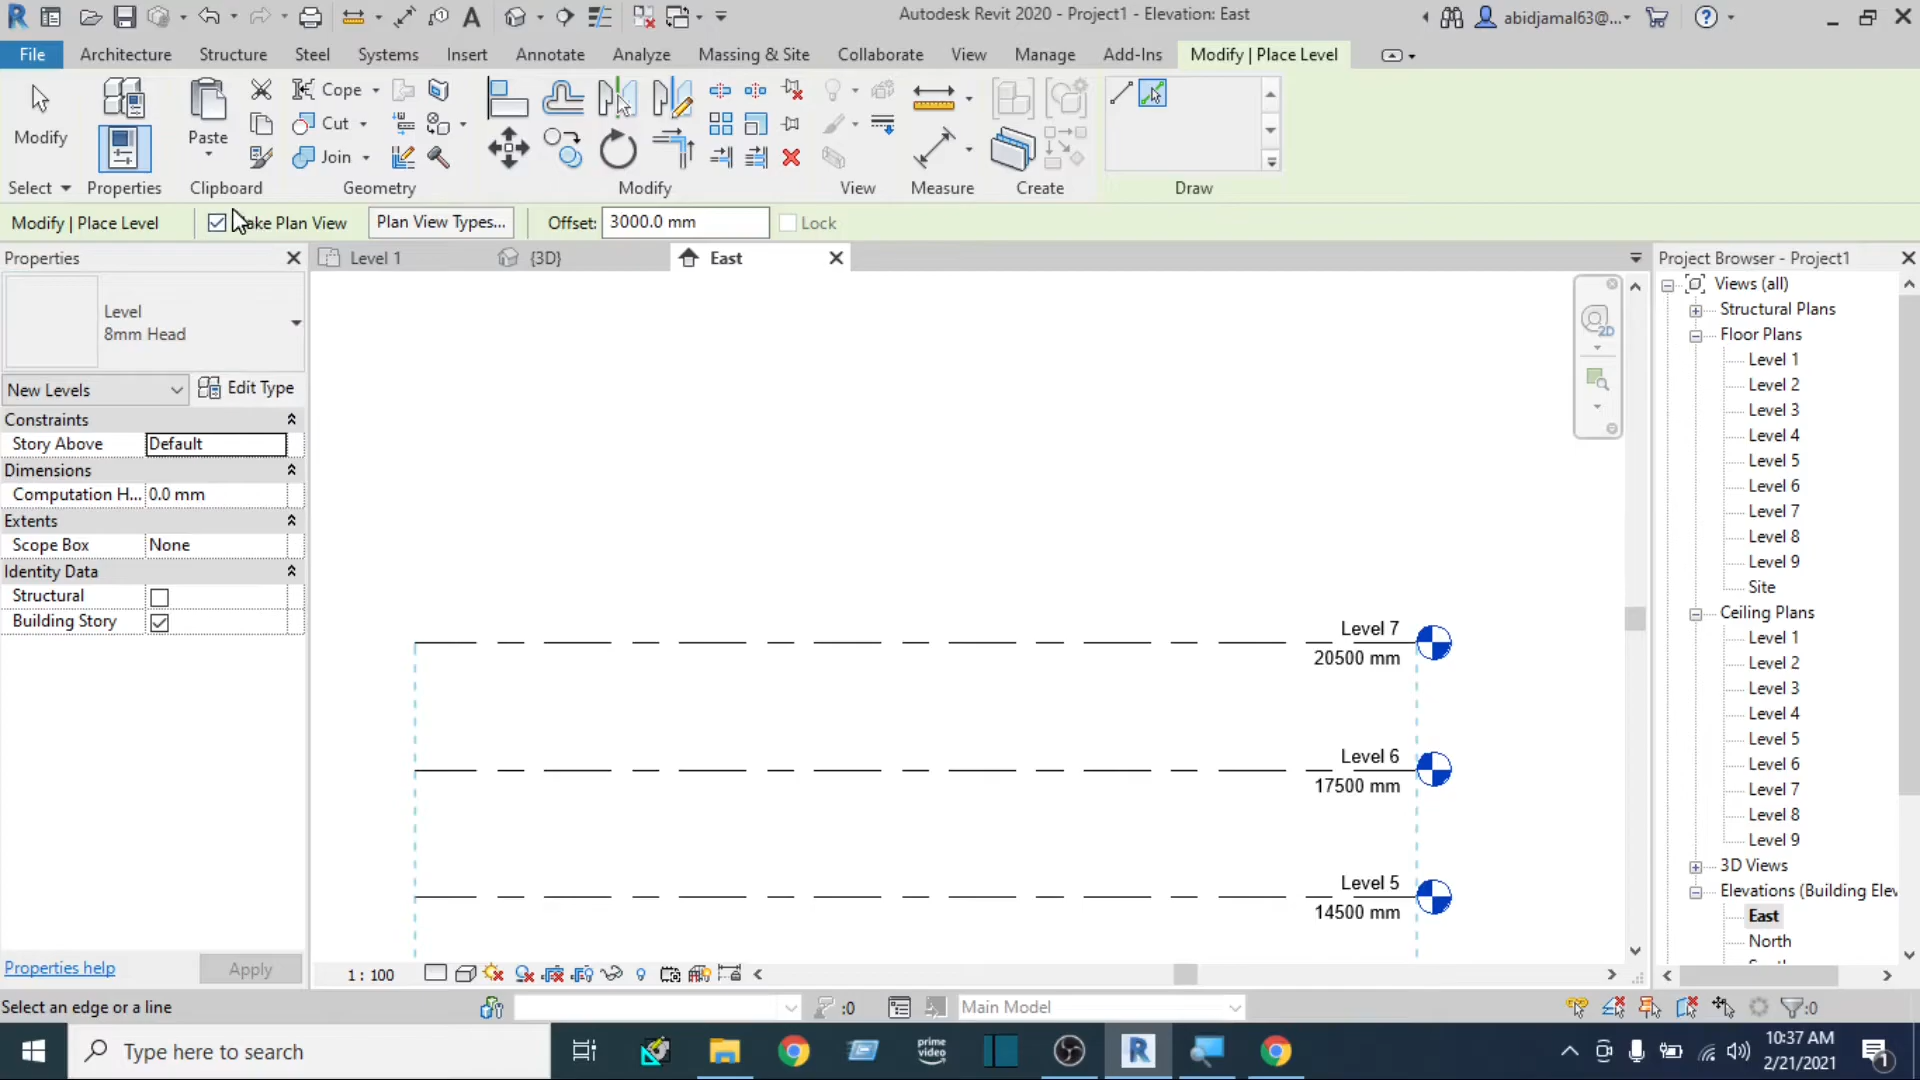 Autodesk Revit 2020 - Project1 - Elevation: East
abidjamal63@...
File Architecture Structure Steel Systems Insert Annotate Analyze Massing & Site Collaborate View Manage Add-Ins Modify | Place Level
Modify
Paste
Cope
Cut
Join
Select Properties Clipboard Geometry Modify View Measure Create Draw
Modify | Place Level
ake Plan View
Plan View Types...
Offset: 3000.0 mm
Lock
Properties
Level
8mm Head
New Levels
Edit Type
Constraints
Story Above Default
Dimensions
Computation H... 0.0 mm
Extents
Scope Box None
Identity Data
Structural
Building Story
Properties help
Apply
Level 1
{3D}
East
2D
Level 7
20500 mm
Level 6
17500 mm
Level 5
14500 mm
1 : 100
Project Browser - Project1
Views (all)
Structural Plans
Floor Plans
Level 1
Level 2
Level 3
Level 4
Level 5
Level 6
Level 7
Level 8
Level 9
Site
Ceiling Plans
Level 1
Level 2
Level 3
Level 4
Level 5
Level 6
Level 7
Level 8
Level 9
3D Views
Elevations (Building Elev
East
North
Select an edge or a line
:0
Main Model
:0
Type here to search
prime
video
10:37 AM
2/21/2021
1